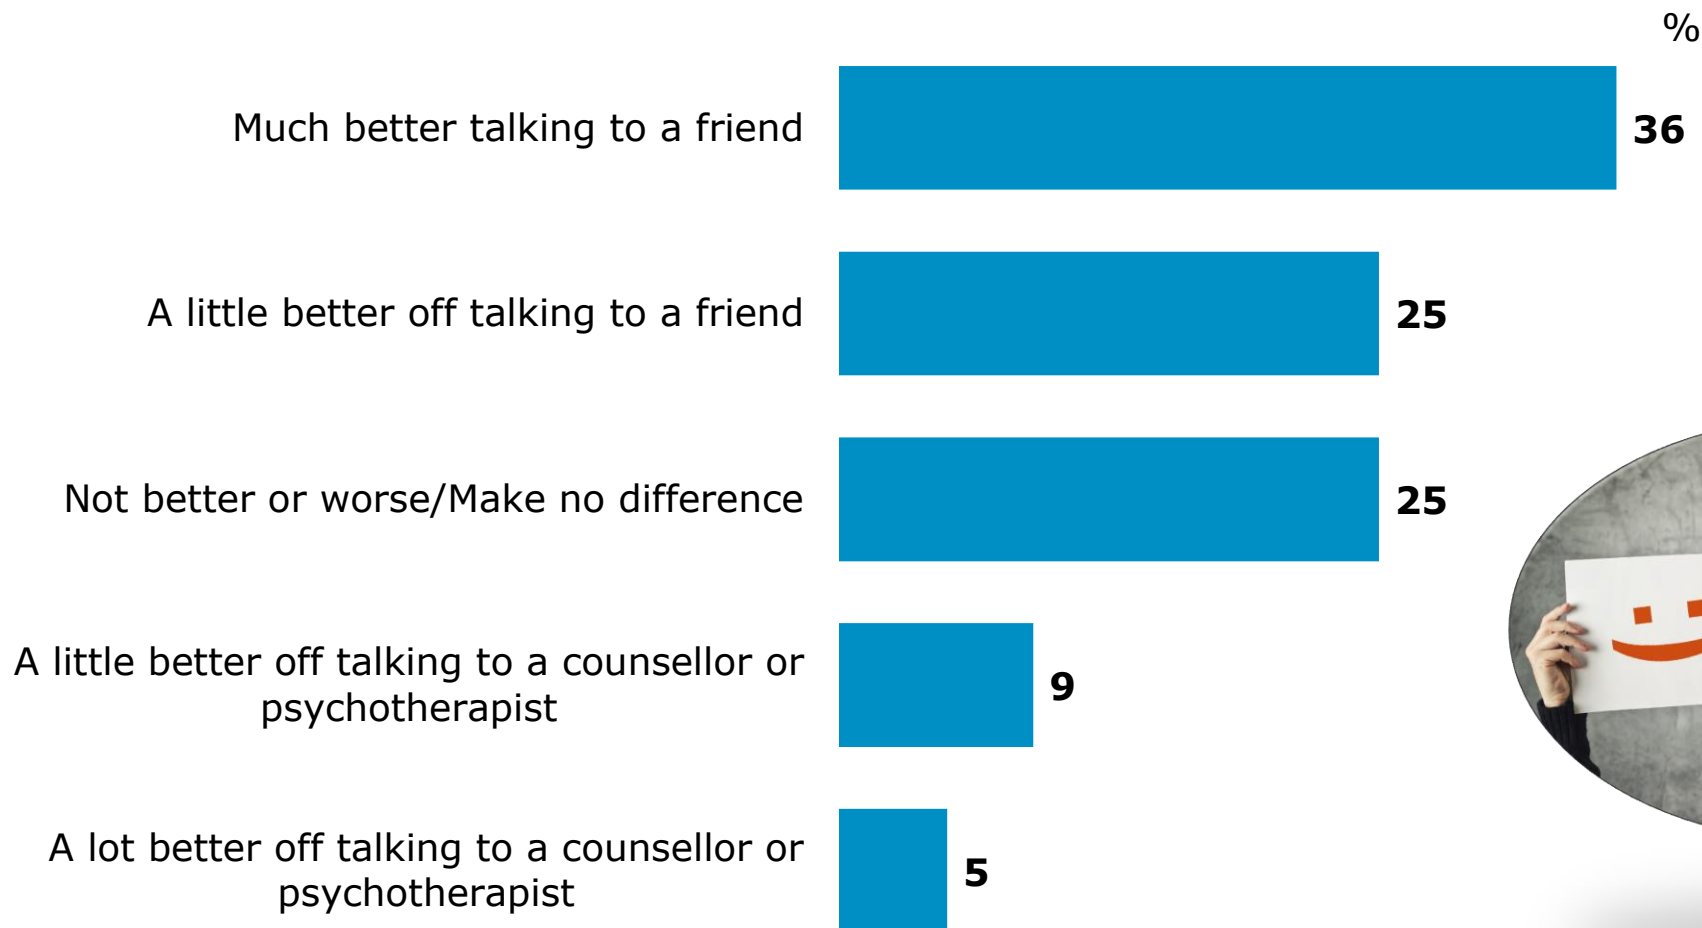 %
Much better talking to a friend
36
A little better off talking to a friend
25
Not better or worse/Make no difference
25
A little better off talking to a counsellor or
psychotherapist
9
A lot better off talking to a counsellor or
psychotherapist
5